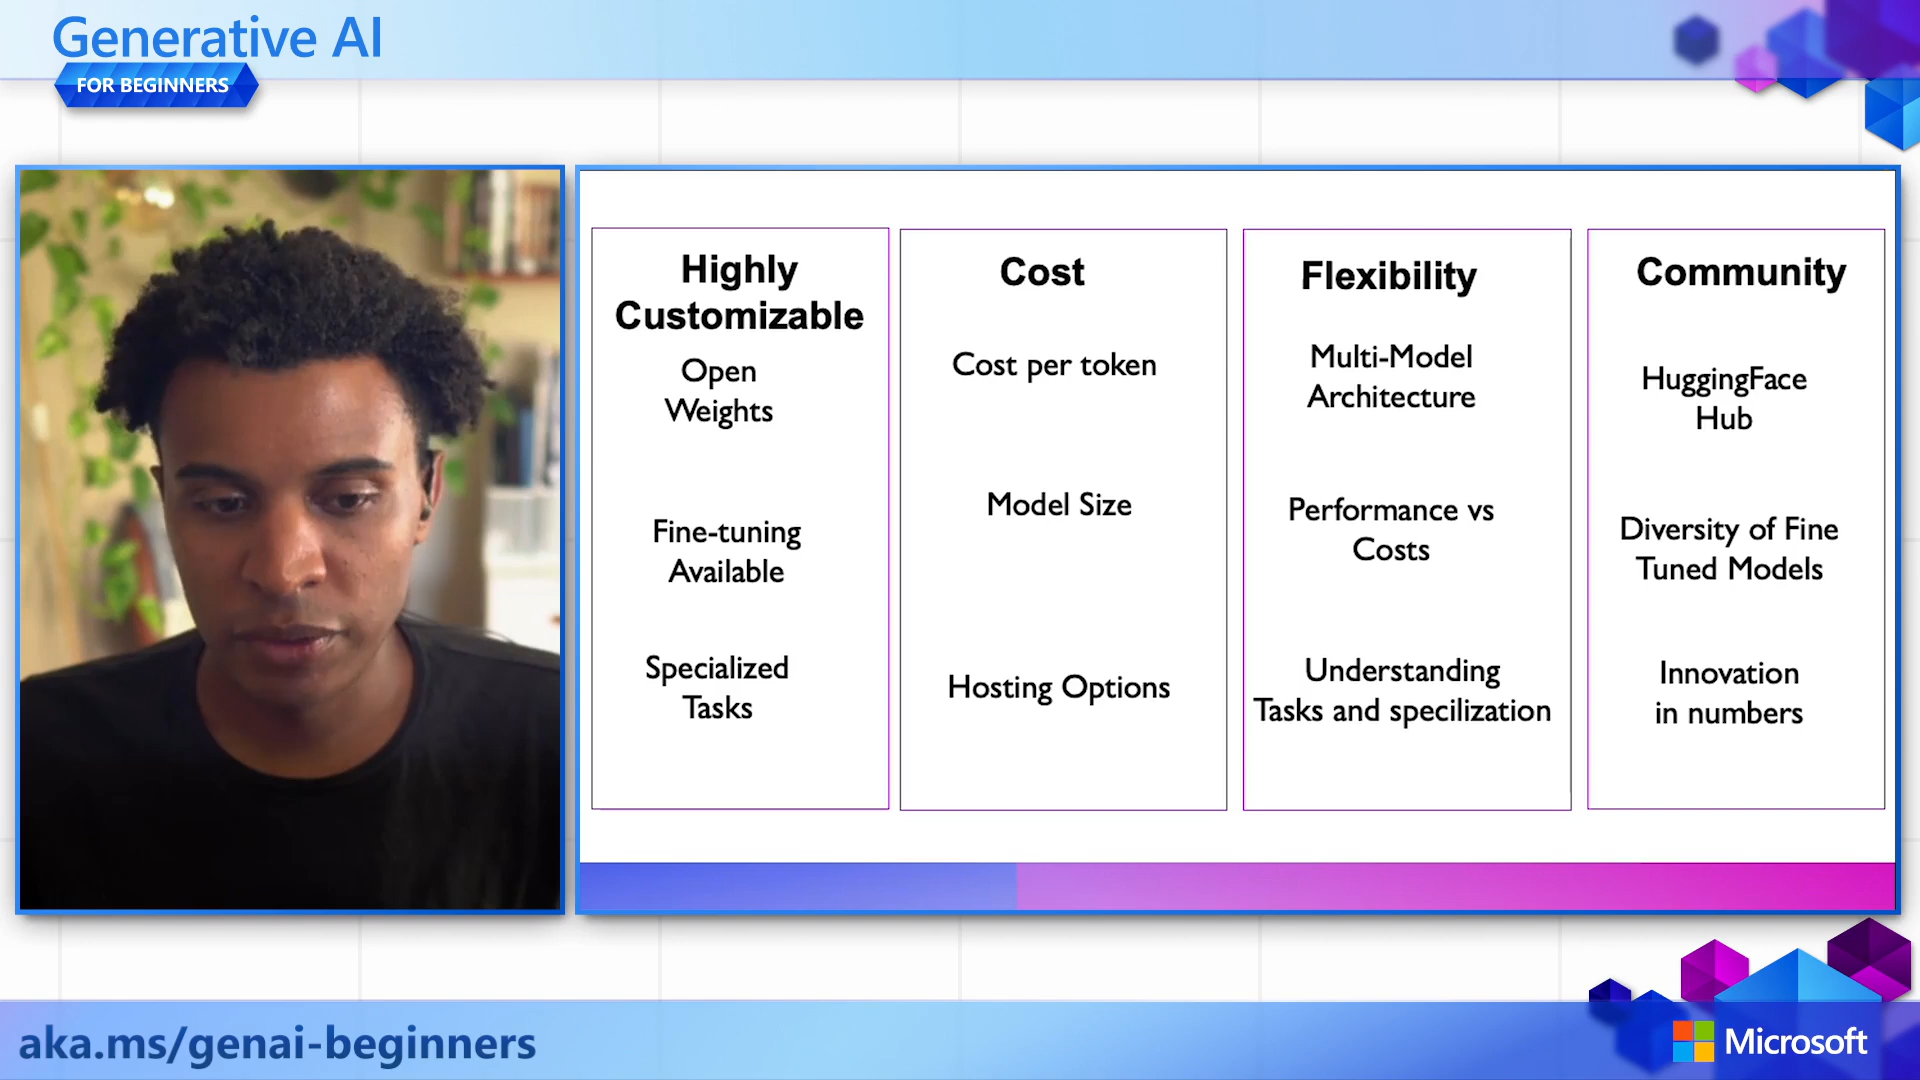 Generative AI
FOR BEGINNERS
Highly
Customizable
Open
Weights
Fine-tuning
Available
Specialized
Tasks
Cost
Cost per token
Model Size
Hosting Options
Flexibility
Multi-Model
Architecture
Performance vs
Costs
Understanding
Tasks and specilization
Community
HuggingFace
Hub
Diversity of Fine
Tuned Models
Innovation
in numbers
aka.ms/genai-beginners
Microsoft